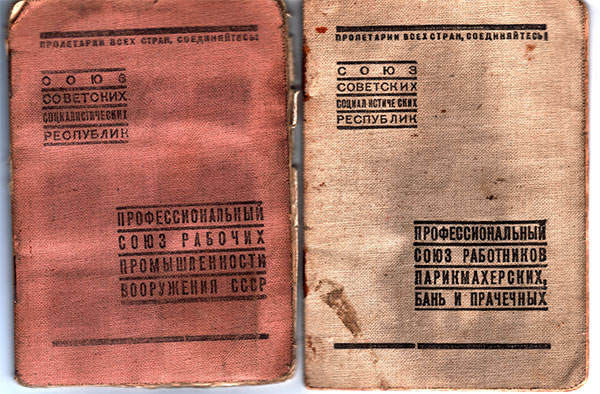 ПРОЛЕТАРИИ ВСЕХ СТРАН, СОЕДИНЯЙТЕСЬ!
СОЮЗ
СОВЕТСКИХ
СОЦИАЛИСТИЧЕСКИХ
РЕСПУБЛИК
ПРОФЕССИОНАЛЬНЫЙ
СОЮЗ РАБОЧИХ
ПРОМЫШЛЕННОСТИ
ВООРУЖЕНИЯ СССР
ПРОЛЕТАРИИ ВСЕХ СТРАН, СОЕДИНЯЙТЕСЬ!
СОЮЗ
СОВЕТСКИХ
СОЦИАЛИСТИЧЕСКИХ
РЕСПУБЛИК
ПРОФЕССИОНАЛЬНЫЙ
СОЮЗ РАБОТНИКОВ
ПАРИКМАХЕРСКИХ,
БАНЬ И ПРАЧЕЧНЫХ